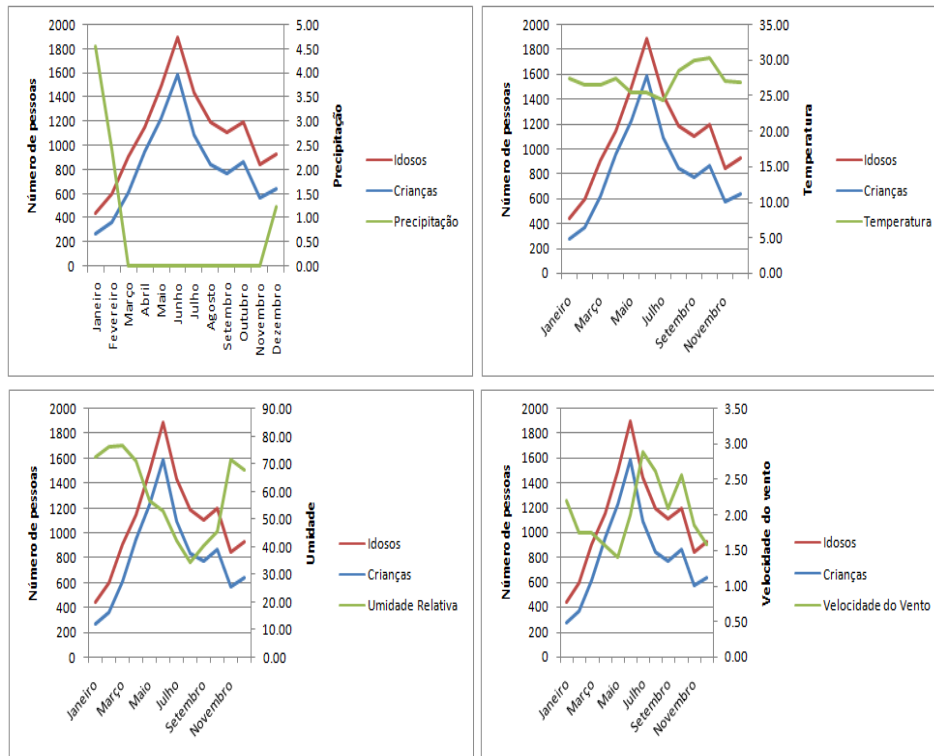 Número de pessoas
2000
1800
1600
1400
1200
1000
800
600
400
200
0
Janeiro
Fevereiro
Março
Abril
Maio
Junho
Julho
Agosto
Setembro
Outubro
Novembro
Dezembro
5.00
4.50
4.00
3.50
3.00
2.50
2.00
1.50
1.00
0.50
0.00
Precipitação
Idosos
Crianças
Precipitação
Número de pessoas
2000
1800
1600
1400
1200
1000
800
600
400
200
0
Janeiro
Março
Maio
Julho
Setembro
Novembro
35.00
30.00
25.00
20.00
15.00
10.00
5.00
0.00
Temperatura
Idosos
Crianças
Temperatura
Número de pessoas
2000
1800
1600
1400
1200
1000
800
600
400
200
0
Janeiro
Março
Maio
Julho
Setembro
Novembro
90.00
80.00
70.00
60.00
50.00
40.00
30.00
20.00
10.00
0.00
Umidade
Idosos
Crianças
Umidade Relativa
Número de pessoas
2000
1800
1600
1400
1200
1000
800
600
400
200
0
Janeiro
Março
Maio
Julho
Setembro
Novembro
3.50
3.00
2.50
2.00
1.50
1.00
0.50
0.00
Velocidade do vento
Idosos
Crianças
Velocidade do Vento